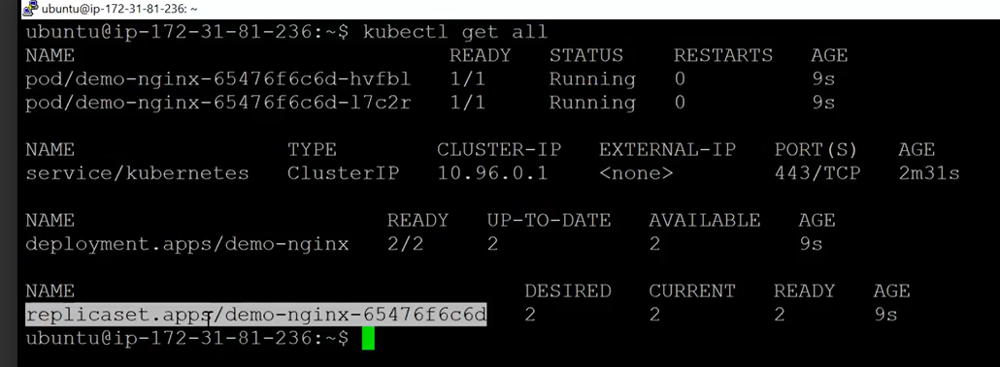 ubuntu@ip-172-31-81-236: ~
ubuntu@ip-172-31-81-236:~$ kubectl get all
NAME READY STATUS RESTARTS AGE
pod/demo-nginx-65476f6c6d-hvfbl 1/1 Running 0 9s
pod/demo-nginx-65476f6c6d-l7c2r 1/1 Running 0 9s
NAME TYPE CLUSTER-IP EXTERNAL-IP PORT(S) AGE
service/kubernetes ClusterIP 10.96.0.1 <none> 443/TCP 2m31s
NAME READY UP-TO-DATE AVAILABLE AGE
deployment.apps/demo-nginx 2/2 2 2 9s
NAME DESIRED CURRENT READY AGE
replicaset.apps/demo-nginx-65476f6c6d 2 2 2 9s
ubuntu@ip-172-31-81-236:~$